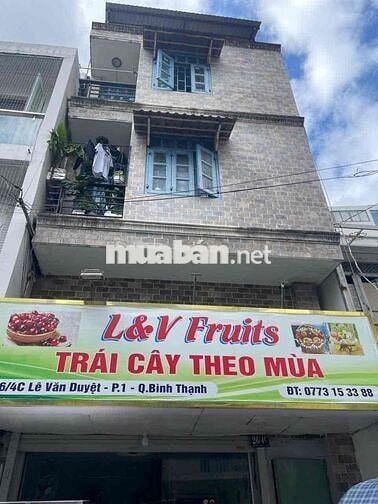 muabán.net
L&V Fruits
TRÁI CÂY THEO MÙA
6/4C Lê Văn Duyệt - P.1 - Q.Bình Thạnh
ĐT: 0773 15 33 88